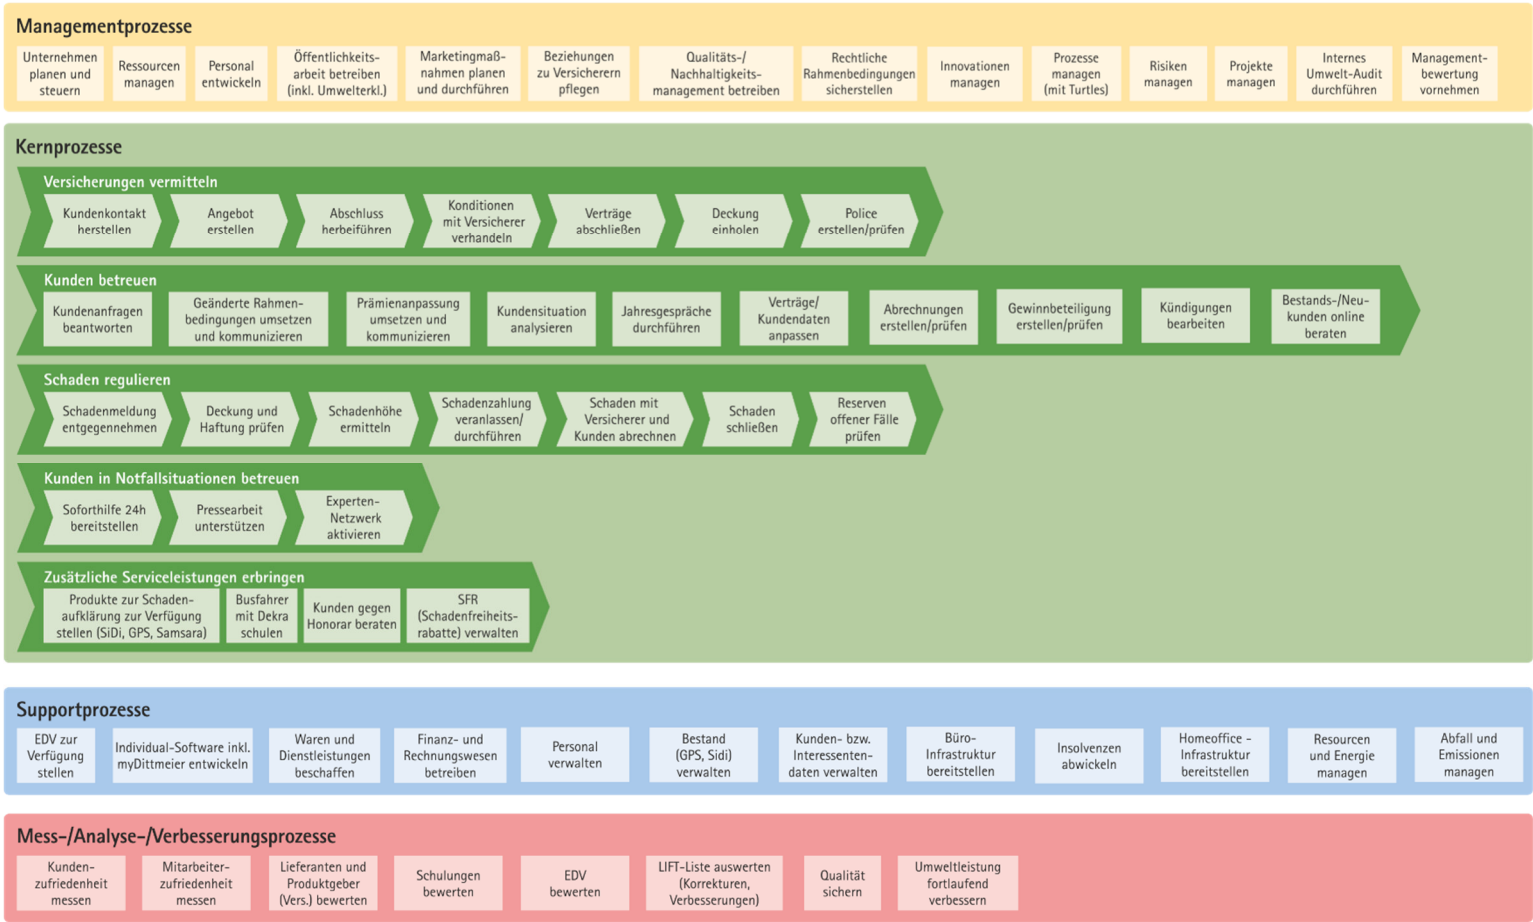 Managementprozesse
Unternehmen
planen und
steuern
Ressourcen
managen
Personal
entwickeln
Öffentlichkeits-
arbeit betreiben
(inkl. Umwelterkl.)
Marketingmaß-
nahmen planen
und durchführen
Beziehungen
zu Versicherern
pflegen
Qualitäts-/
Nachhaltigkeits-
management betreiben
Rechtliche
Rahmenbedingungen
sicherstellen
Innovationen
managen
Prozesse
managen
(mit Turtles)
Risiken
managen
Projekte
managen
Internes
Umwelt-Audit
durchführen
Management-
bewertung
vornehmen
Kernprozesse
Versicherungen vermitteln
Kundenkontakt
herstellen
Angebot
erstellen
Abschluss
herbeiführen
Konditionen
mit Versicherer
verhandeln
Verträge
abschließen
Deckung
einholen
Police
erstellen/prüfen
Kunden betreuen
Kundenanfragen
beantworten
Geänderte Rahmen-
bedingungen umsetzen
und kommunizieren
Prämienanpassung
umsetzen und
kommunizieren
Kundensituation
analysieren
Jahresgespräche
durchführen
Verträge/
Kundendaten
anpassen
Abrechnungen
erstellen/prüfen
Gewinnbeteiligung
erstellen/prüfen
Kündigungen
bearbeiten
Bestands-/Neu-
kunden online
beraten
Schaden regulieren
Schadenmeldung
entgegennehmen
Deckung und
Haftung prüfen
Schadenhöhe
ermitteln
Schadenzahlung
veranlassen/
durchführen
Schaden mit
Versicherer und
Kunden abrechnen
Schaden
schließen
Reserven
offener Fälle
prüfen
Kunden in Notfallsituationen betreuen
Soforthilfe 24h
bereitstellen
Pressearbeit
unterstützen
Experten-
Netzwerk
aktivieren
Zusätzliche Serviceleistungen erbringen
Produkte zur Schaden-
aufklärung zur Verfügung
stellen (SiDi, GPS, Samsara)
Busfahrer
mit Dekra
schulen
Kunden gegen
Honorar beraten
SFR
(Schadenfreiheits-
rabatte) verwalten
Supportprozesse
EDV zur
Verfügung
stellen
Individual-Software inkl.
myDittmeier entwickeln
Waren und
Dienstleistungen
beschaffen
Finanz- und
Rechnungswesen
betreiben
Personal
verwalten
Bestand
(GPS, Sidi)
verwalten
Kunden- bzw.
Interessenten-
daten verwalten
Büro-
Infrastruktur
bereitstellen
Insolvenzen
abwickeln
Homeoffice -
Infrastruktur
bereitstellen
Resourcen
und Energie
managen
Abfall und
Emissionen
managen
Mess-/Analyse-/Verbesserungsprozesse
Kunden-
zufriedenheit
messen
Mitarbeiter-
zufriedenheit
messen
Lieferanten und
Produktgeber
(Vers.) bewerten
Schulungen
bewerten
EDV
bewerten
LIFT-Liste auswerten
(Korrekturen,
Verbesserungen)
Qualität
sichern
Umweltleistung
fortlaufend
verbessern